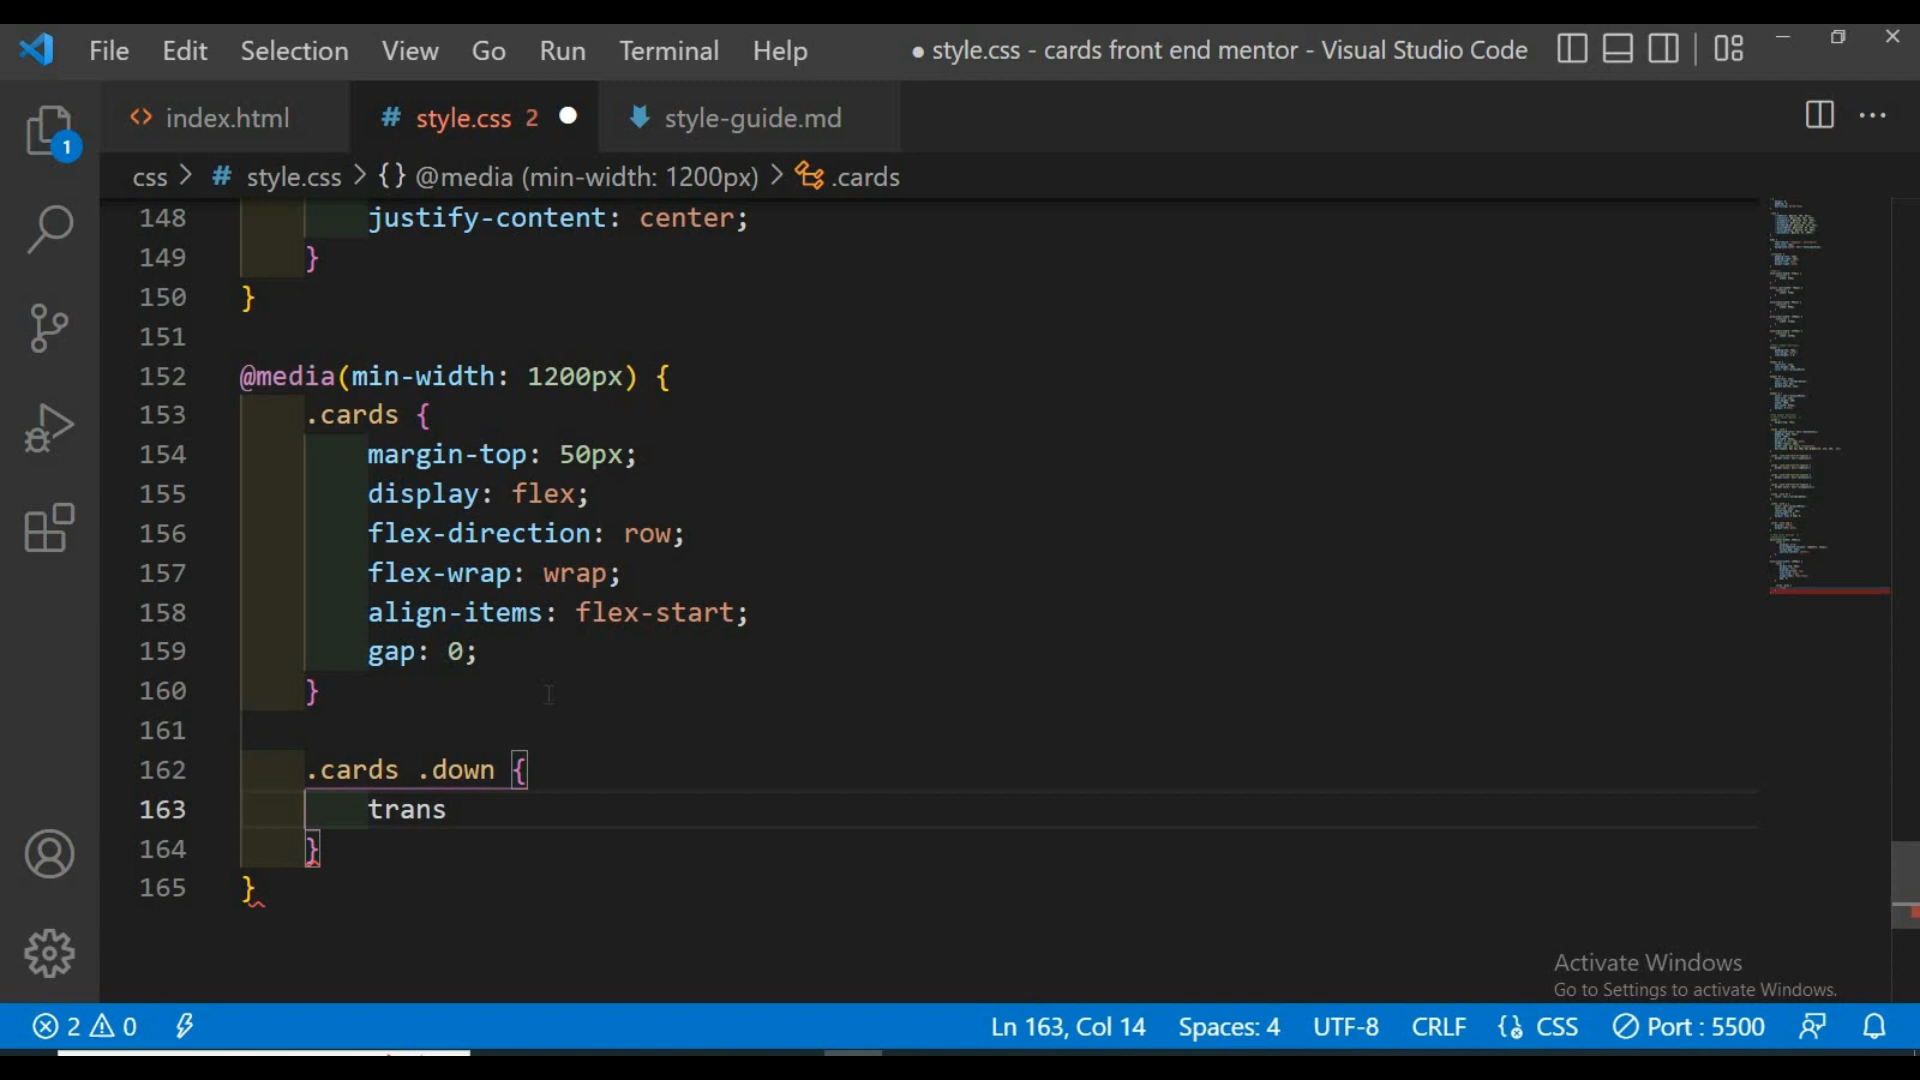 File Edit Selection View Go Run Terminal Help ● style.css - cards front end mentor - Visual Studio Code
<> index.html # style.css 2 ● style-guide.md ...
1
css > # style.css > {} @media (min-width: 1200px) > .cards
148 justify-content: center;
149 }
150 }
151
152 @media(min-width: 1200px) {
153 .cards {
154 margin-top: 50px;
155 display: flex;
156 flex-direction: row;
157 flex-wrap: wrap;
158 align-items: flex-start;
159 gap: 0;
160 }
161
162 .cards .down {
163 trans
164 }
165 }
Activate Windows
Go to Settings to activate Windows.
2 0 Ln 163, Col 14 Spaces: 4 UTF-8 CRLF {} CSS Port : 5500